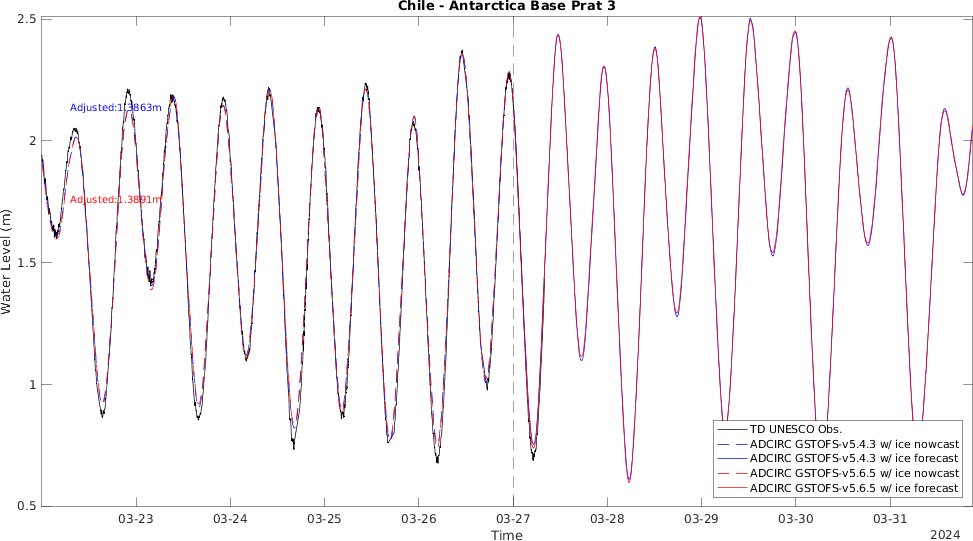 Chile - Antarctica Base Prat 3
2.5
2
1.5
1
0.5
Water Level (m)
Adjusted:1.3863m
Adjusted:1.3891m
TD UNESCO Obs.
ADCIRC GSTOFS-v5.4.3 w/ ice nowcast
ADCIRC GSTOFS-v5.4.3 w/ ice forecast
ADCIRC GSTOFS-v5.6.5 w/ ice nowcast
ADCIRC GSTOFS-v5.6.5 w/ ice forecast
03-23 03-24 03-25 03-26 03-27 03-28 03-29 03-30 03-31
Time
2024